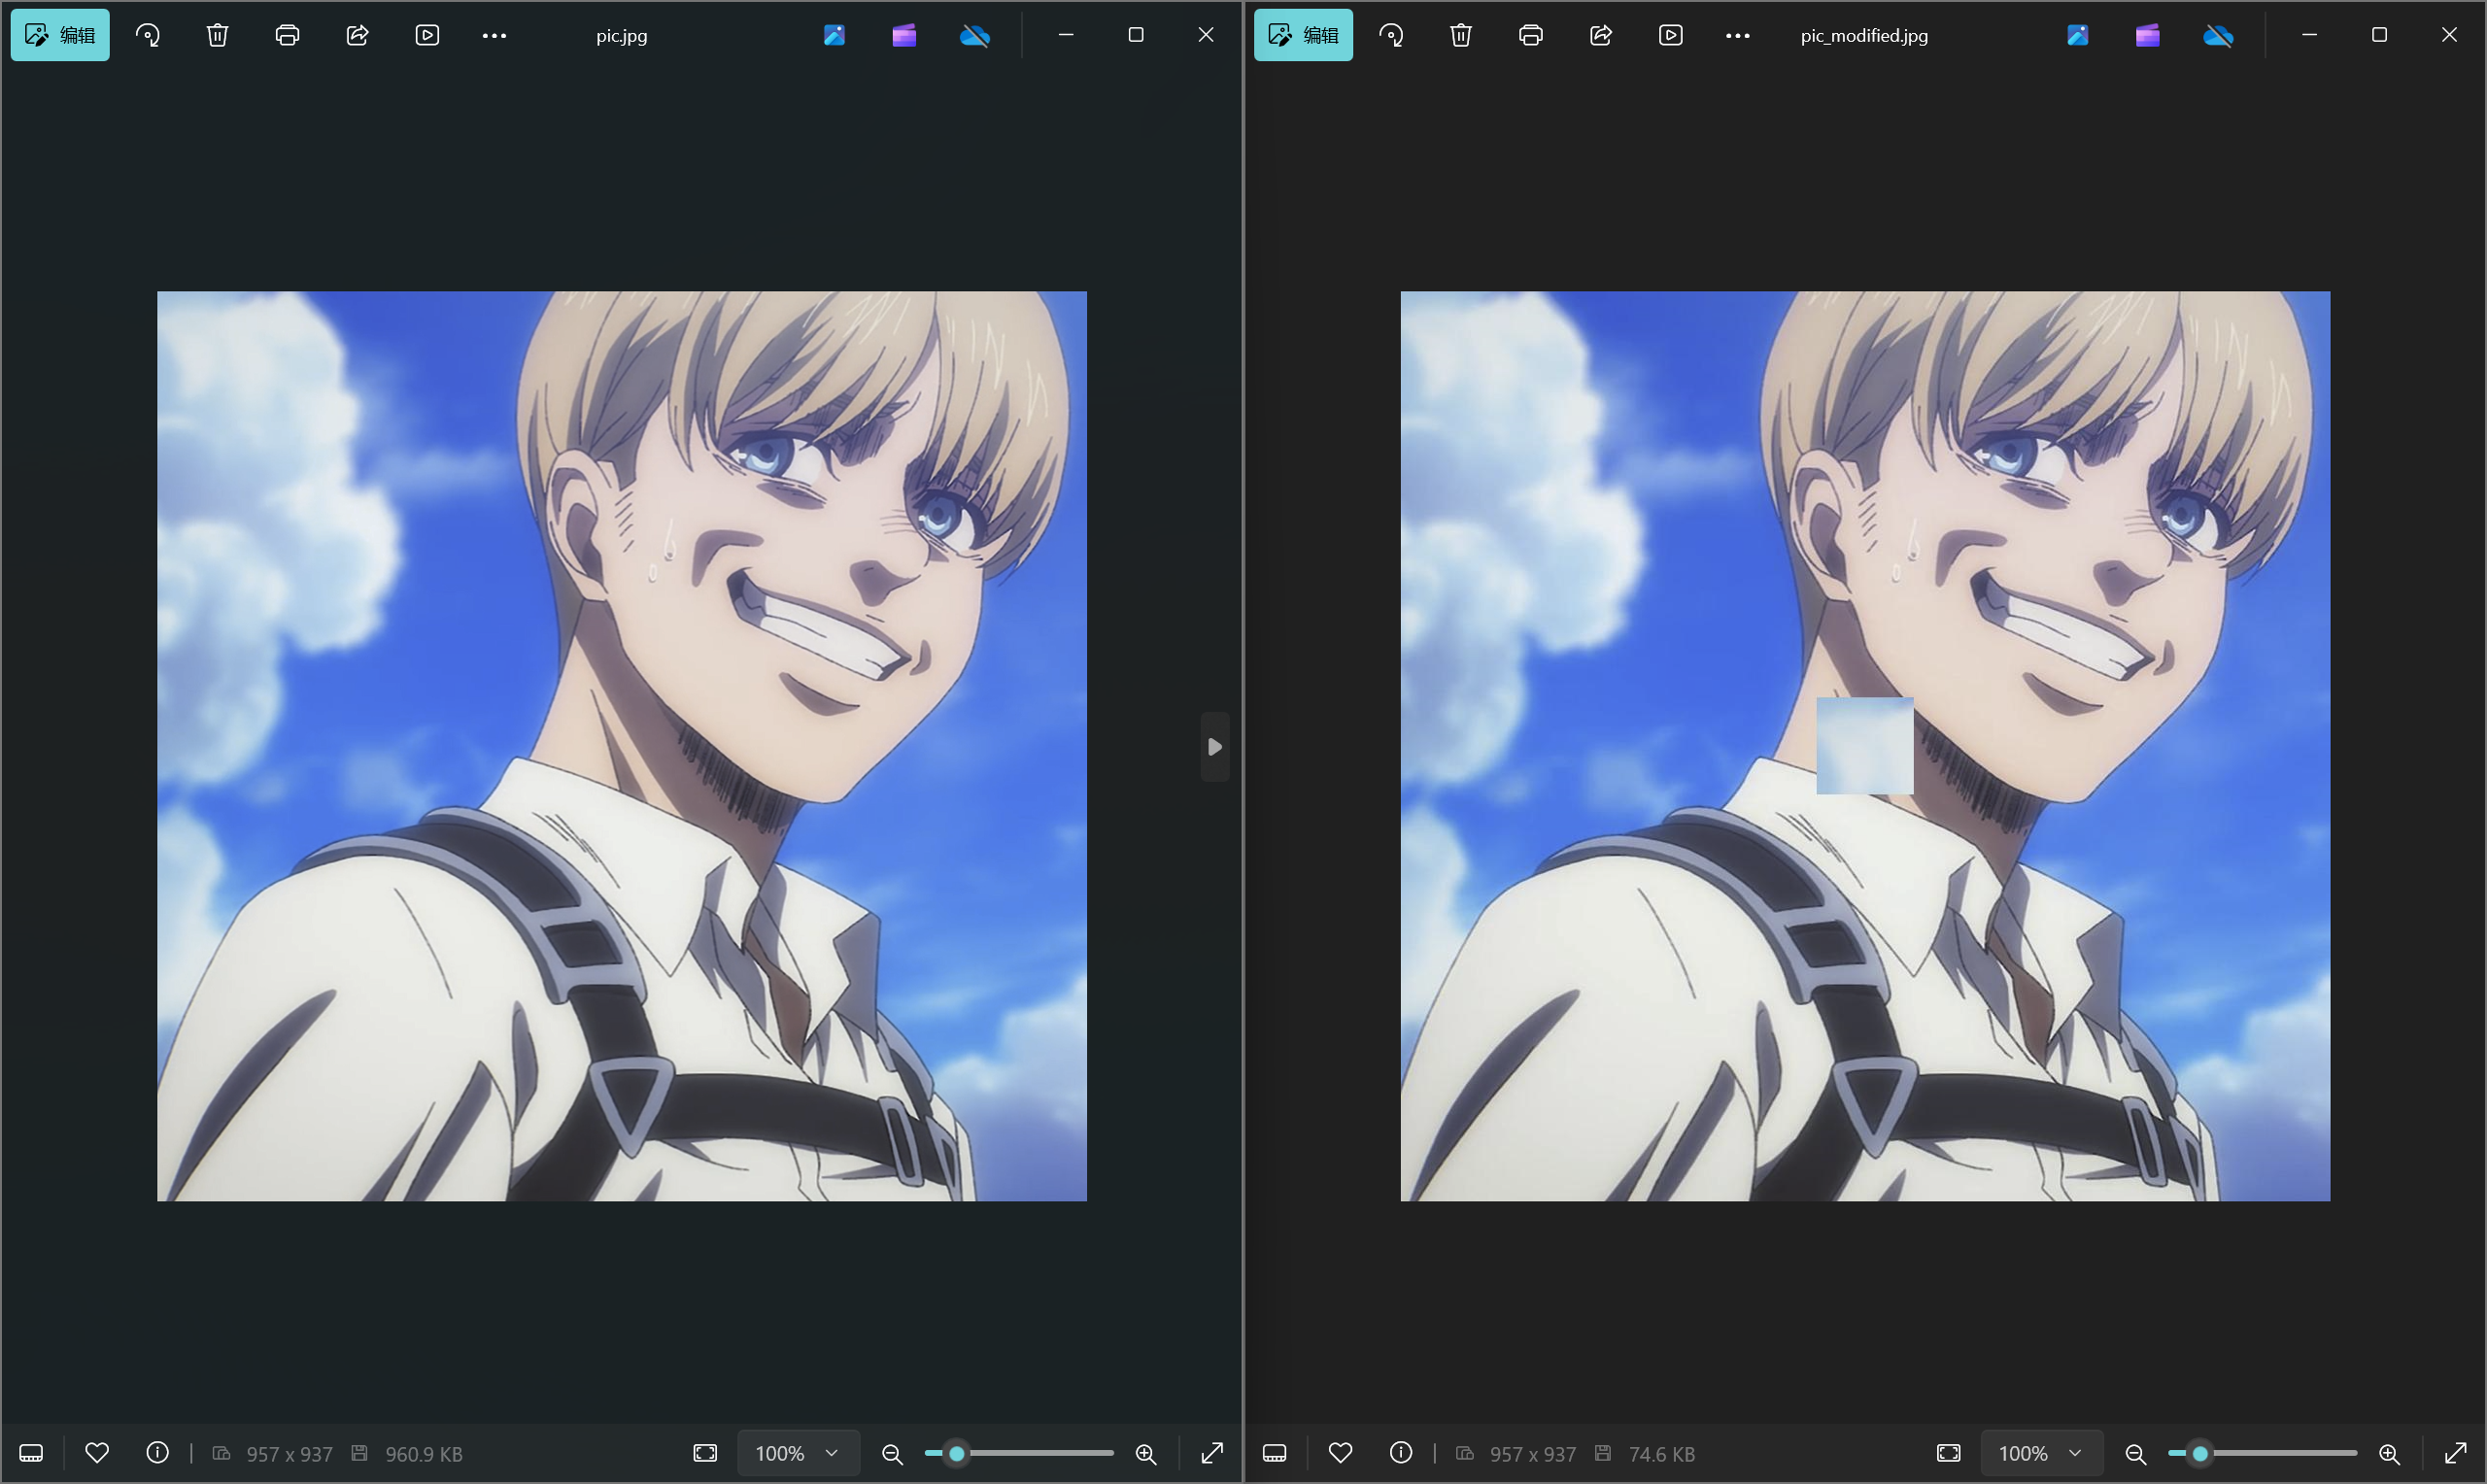 编辑
pic.jpg
957 x 937
960.9 KB
100%
编辑
pic_modified.jpg
957 x 937
74.6 KB
100%